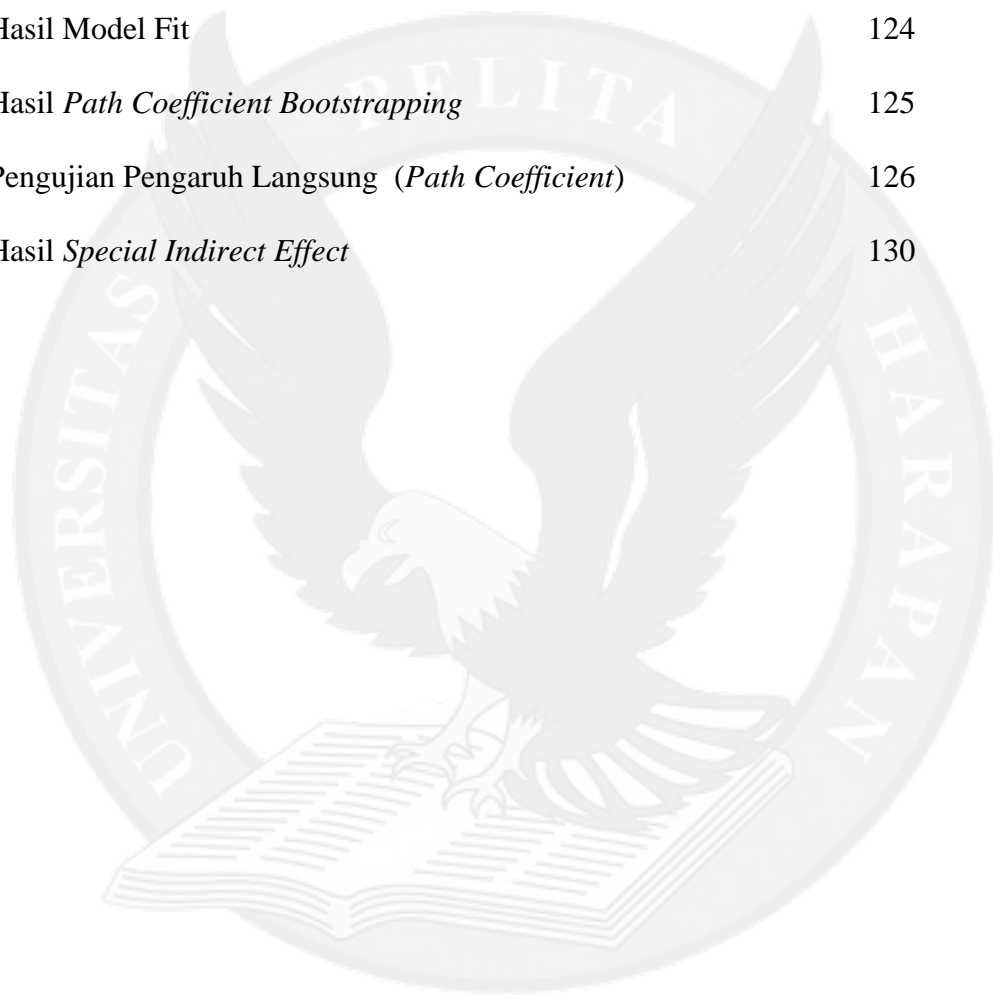 Hasil Model Fit 124
Hasil Path Coefficient Bootstrapping 125
Pengujian Pengaruh Langsung (Path Coefficient) 126
Hasil Special Indirect Effect 130
UNIVERSITAS PELITA HARAPAN